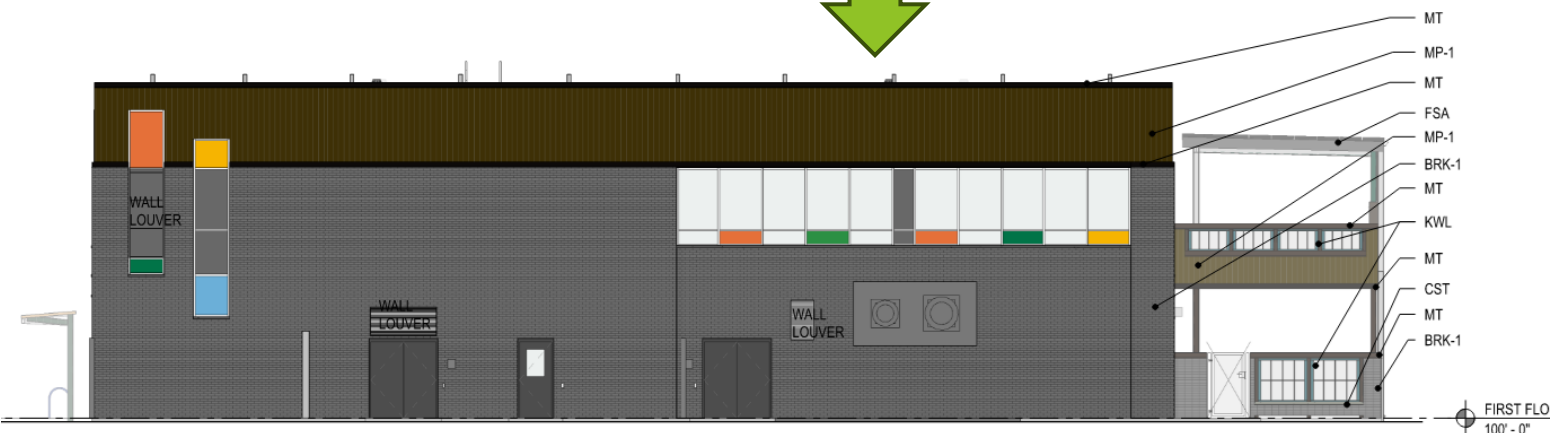 MT
MP-1
MT
FSA
MP-1
BRK-1
MT
KWL
MT
CST
MT
BRK-1
WALL
LOUVER
WALL
LOUVER
WALL
LOUVER
FIRST FLO
100' - 0"